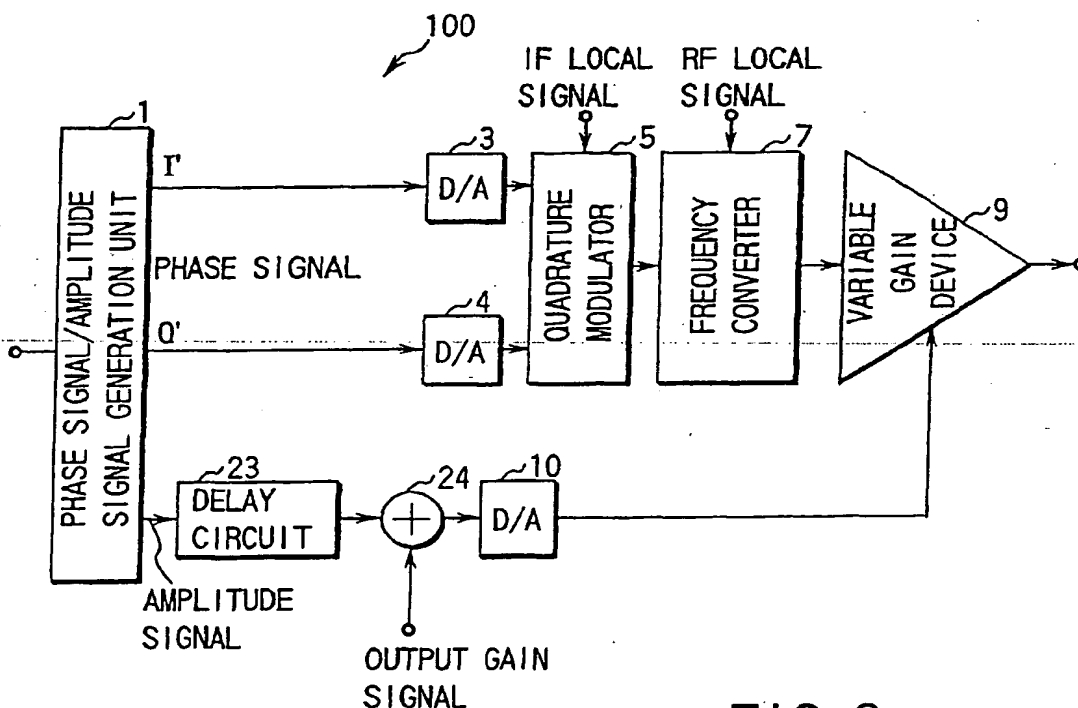 100
IF LOCAL
SIGNAL
RF LOCAL
SIGNAL
1
3
5
7
I'
D/A
PHASE SIGNAL/AMPLITUDE
SIGNAL GENERATION UNIT
PHASE SIGNAL
QUADRATURE
MODULATOR
FREQUENCY
CONVERTER
VARIABLE
GAIN
DEVICE
9
4
Q'
D/A
23
DELAY
CIRCUIT
24
+
10
D/A
AMPLITUDE
SIGNAL
OUTPUT GAIN
SIGNAL